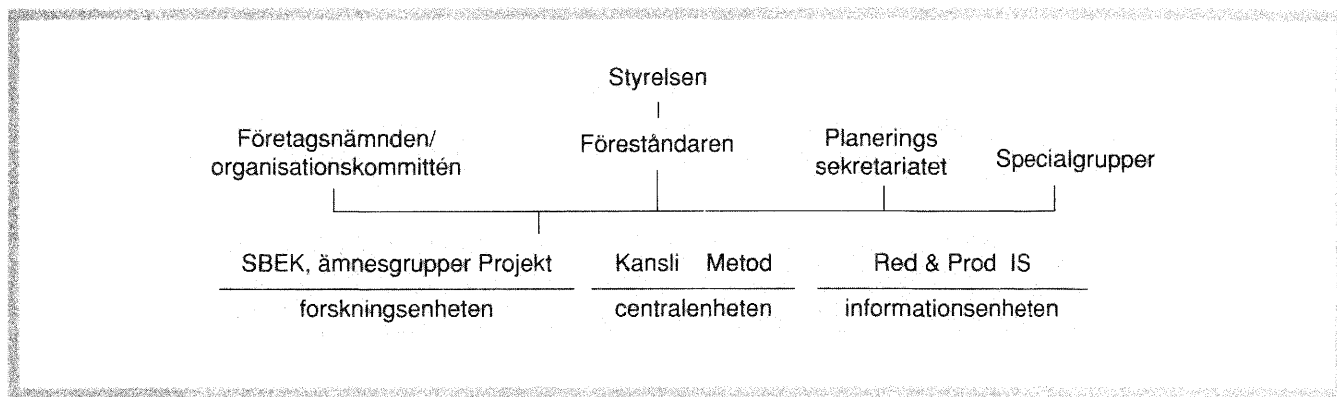 Styrelsen
Företagsnämnden/
organisationskommittén
Föreståndaren
Planerings
sekretariatet
Specialgrupper
SBEK, ämnesgrupper Projekt
forskningsenheten
Kansli Metod
centralenheten
Red & Prod IS
informationsenheten